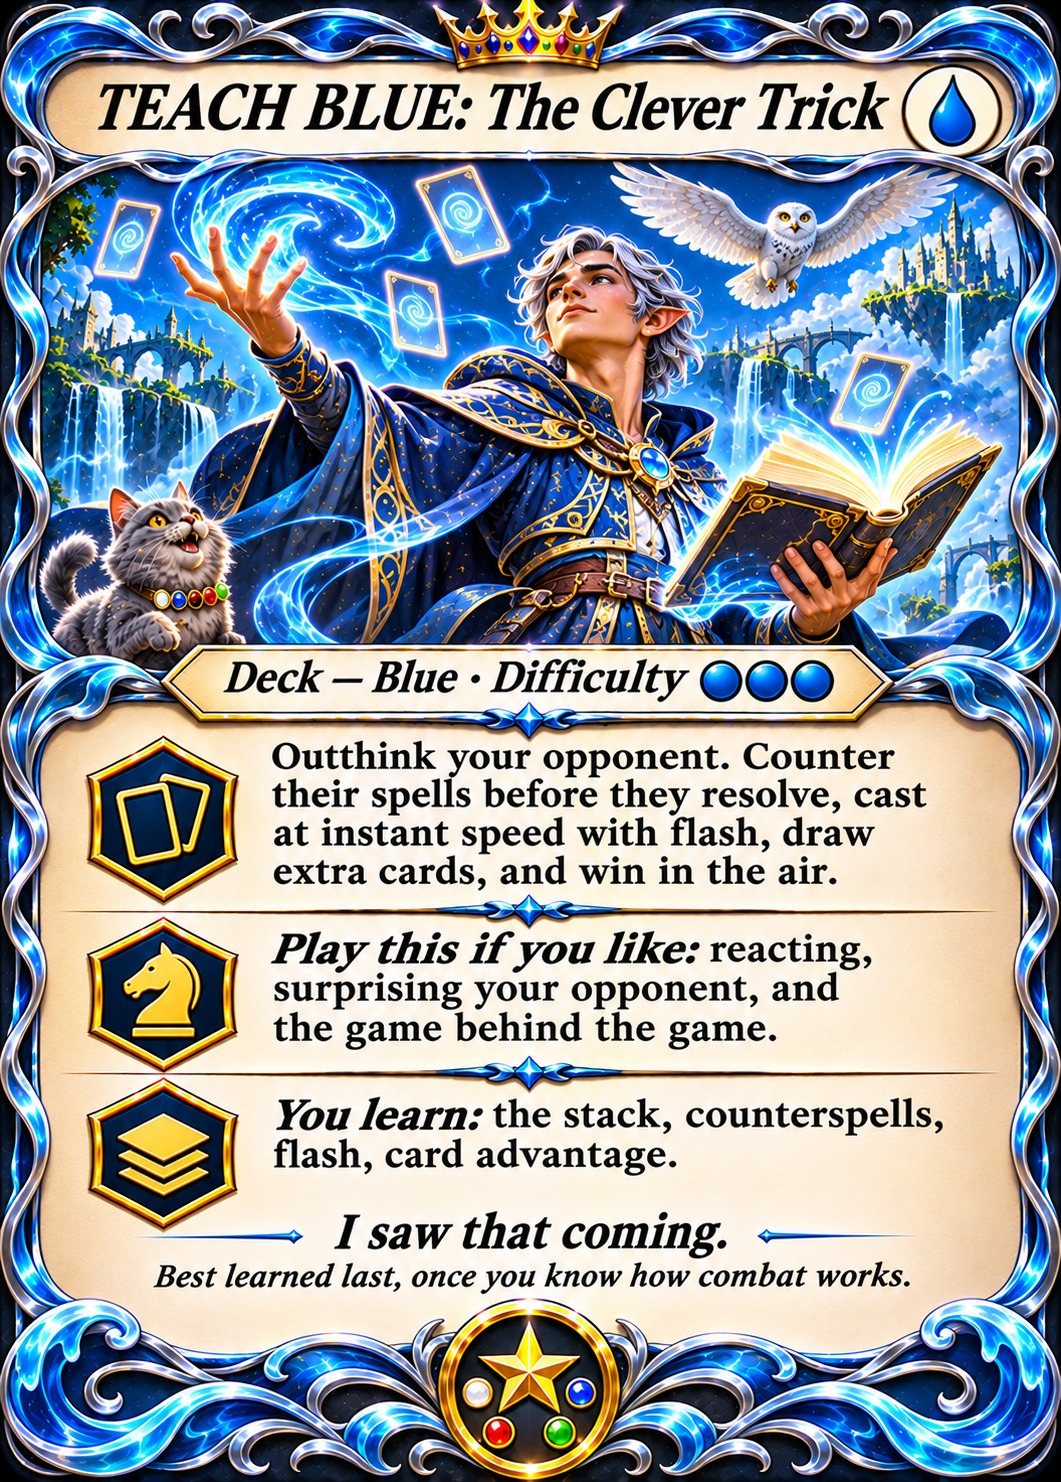 TEACH BLUE: The Clever Trick
Deck — Blue • Difficulty
Outthink your opponent. Counter
their spells before they resolve, cast
at instant speed with flash, draw
extra cards, and win in the air.
Play this if you like: reacting,
surprising your opponent, and
the game behind the game.
You learn: the stack, counterspells,
flash, card advantage.
I saw that coming.
Best learned last, once you know how combat works.